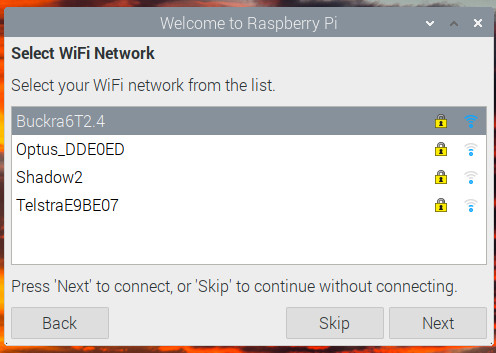 Welcome to Raspberry Pi
Select WiFi Network
Select your WiFi network from the list.
Buckra6T2.4
Optus_DDE0ED
Shadow2
TelstraE9BE07
Press 'Next' to connect, or 'Skip' to continue without connecting.
Back Skip Next